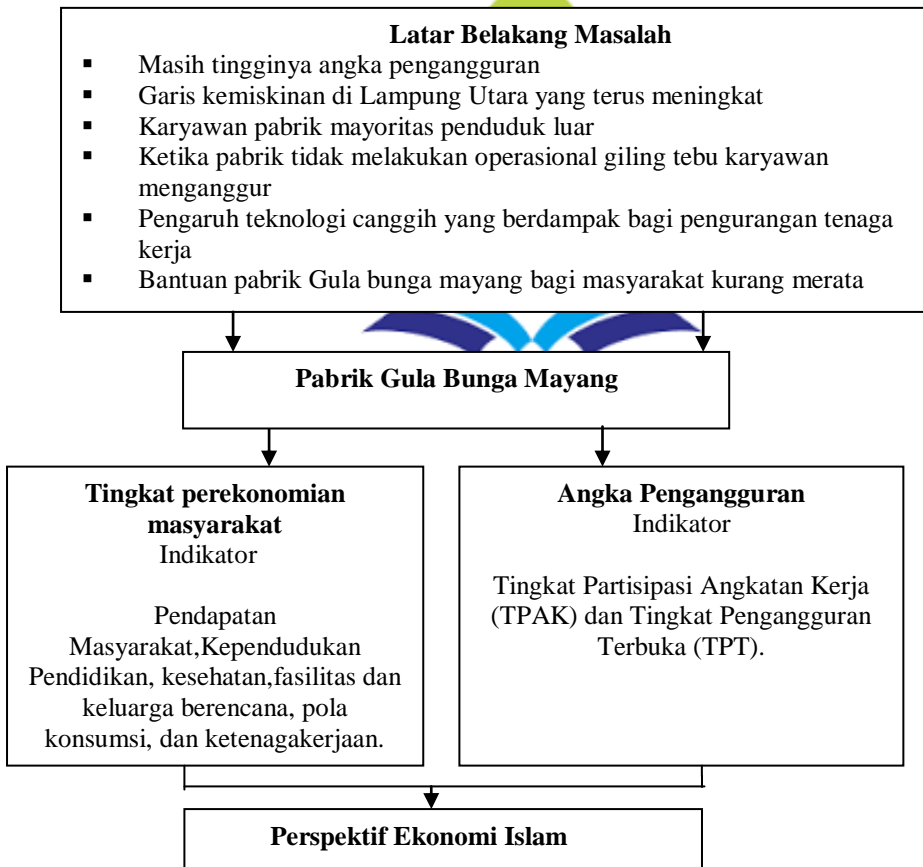 Latar Belakang Masalah
▪ Masih tingginya angka pengangguran
▪ Garis kemiskinan di Lampung Utara yang terus meningkat
▪ Karyawan pabrik mayoritas penduduk luar
▪ Ketika pabrik tidak melakukan operasional giling tebu karyawan
menganggur
▪ Pengaruh teknologi canggih yang berdampak bagi pengurangan tenaga
kerja
▪ Bantuan pabrik Gula bunga mayang bagi masyarakat kurang merata
Pabrik Gula Bunga Mayang
Tingkat perekonomian
masyarakat
Indikator
Pendapatan
Masyarakat,Kependudukan
Pendidikan, kesehatan,fasilitas dan
keluarga berencana, pola
konsumsi, dan ketenagakerjaan.
Angka Pengangguran
Indikator
Tingkat Partisipasi Angkatan Kerja
(TPAK) dan Tingkat Pengangguran
Terbuka (TPT).
Perspektif Ekonomi Islam